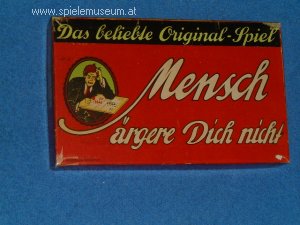 www.spielemuseum.at
Das beliebte Original-Spiel
Mensch
ärgere Dich nicht